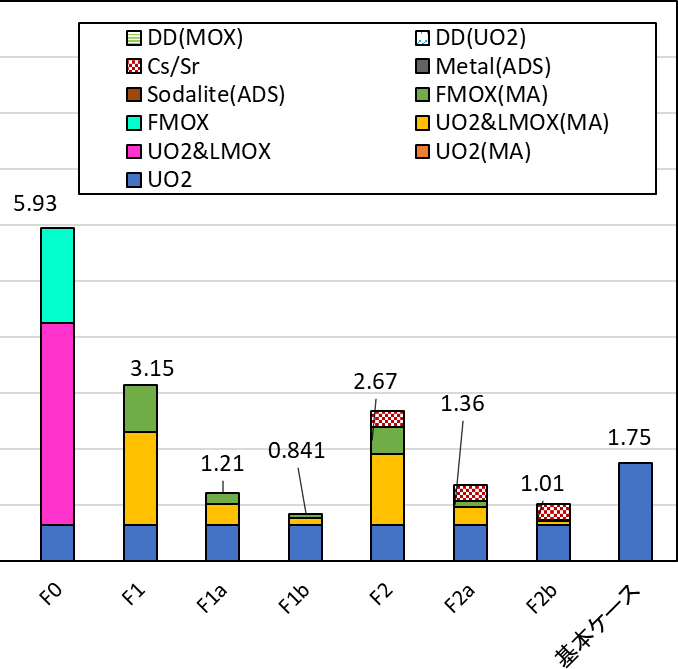 DD(MOX) DD(UO2)
Cs/Sr Metal(ADS)
Sodalite(ADS) FMOX(MA)
FMOX UO2&LMOX(MA)
UO2&LMOX UO2(MA)
UO2
5.93
3.15
1.21
0.841
2.67
1.36
1.01
1.75
F0
F1
F1a
F1b
F2
F2a
F2b
基本ケース